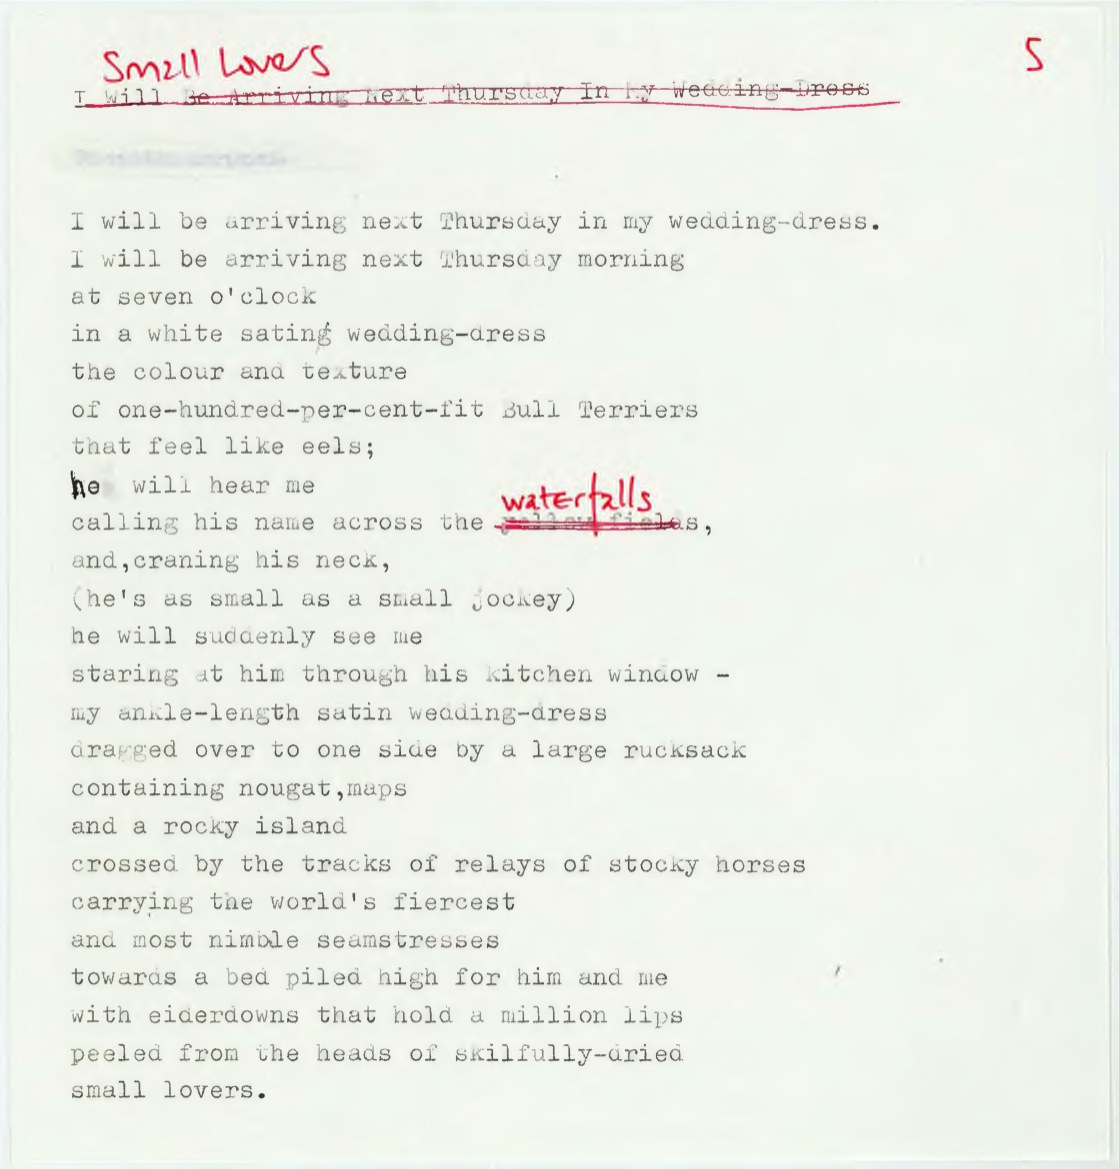 Small Lovers
5
I Will Be Arriving Next Thursday In My Wedding-Dress
I will be arriving next Thursday in my wedding-dress.
I will be arriving next Thursday morning
at seven o'clock
in a white sating wedding-dress
the colour and texture
of one-hundred-per-cent-fit Bull Terriers
that feel like eels;
he will hear me
waterfalls
calling his name across the yellow fields,
and,craning his neck,
(he's as small as a small jockey)
he will suddenly see me
staring at him through his kitchen window -
my ankle-length satin wedding-dress
dragged over to one side by a large rucksack
containing nougat,maps
and a rocky island
crossed by the tracks of relays of stocky horses
carrying the world's fiercest
and most nimble seamstresses
towards a bed piled high for him and me
with eiderdowns that hold a million lips
peeled from the heads of skilfully-dried
small lovers.